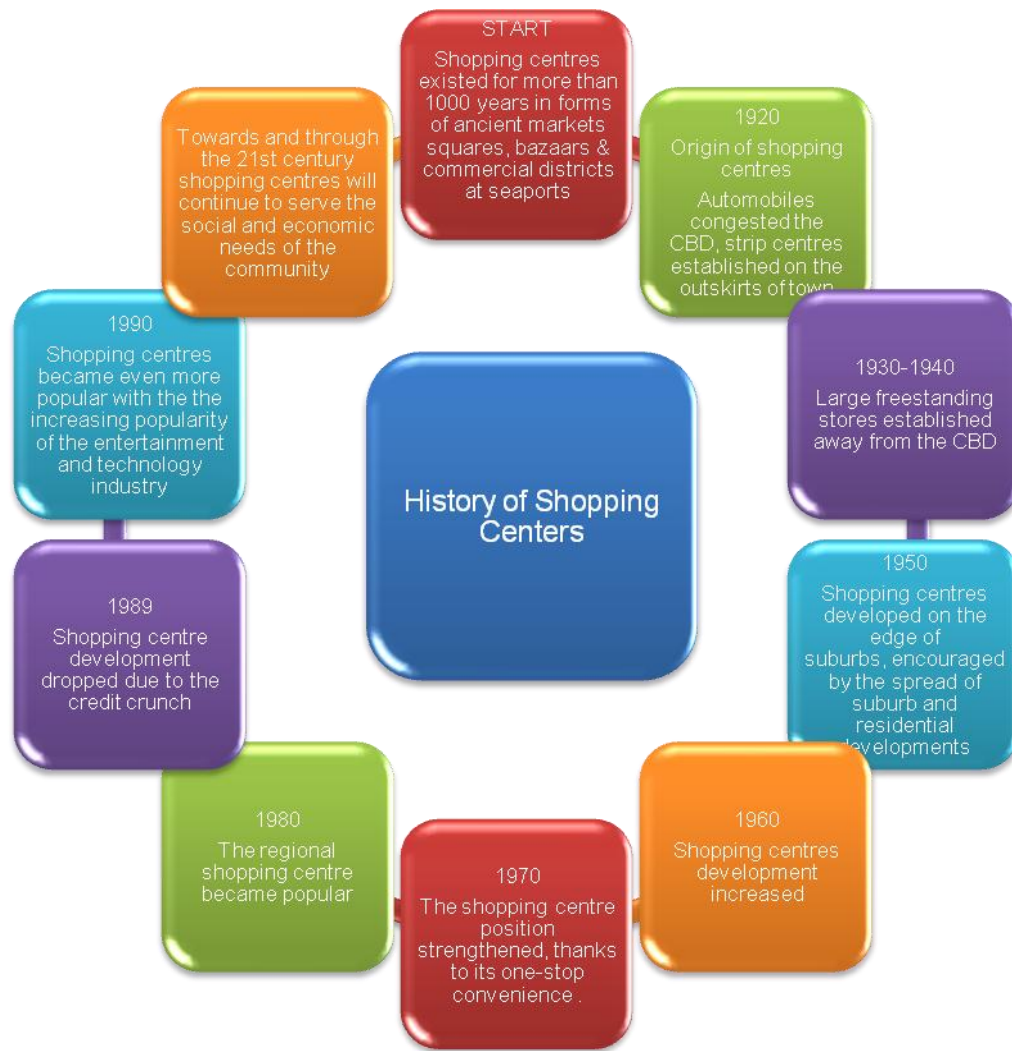 START
Shopping centres
existed for more than
1000 years in forms
of ancient markets
squares, bazaars &
commercial districts
at seaports
1920
Origin of shopping
centres
Automobiles
congested the
CBD, strip centres
established on the
outskirts of town
1930-1940
Large freestanding
stores established
away from the CBD
1950
Shopping centres
developed on the
edge of
suburbs, encouraged
by the spread of
suburb and
residential
developments
1960
Shopping centres
development
increased
1970
The shopping centre
position
strengthened, thanks
to its one-stop
convenience .
1980
The regional
shopping centre
became popular
1989
Shopping centre
development
dropped due to the
credit crunch
1990
Shopping centres
became even more
popular with the the
increasing popularity
of the entertainment
and technology
industry
Towards and through
the 21st century
shopping centres will
continue to serve the
social and economic
needs of the
community
History of Shopping
Centers